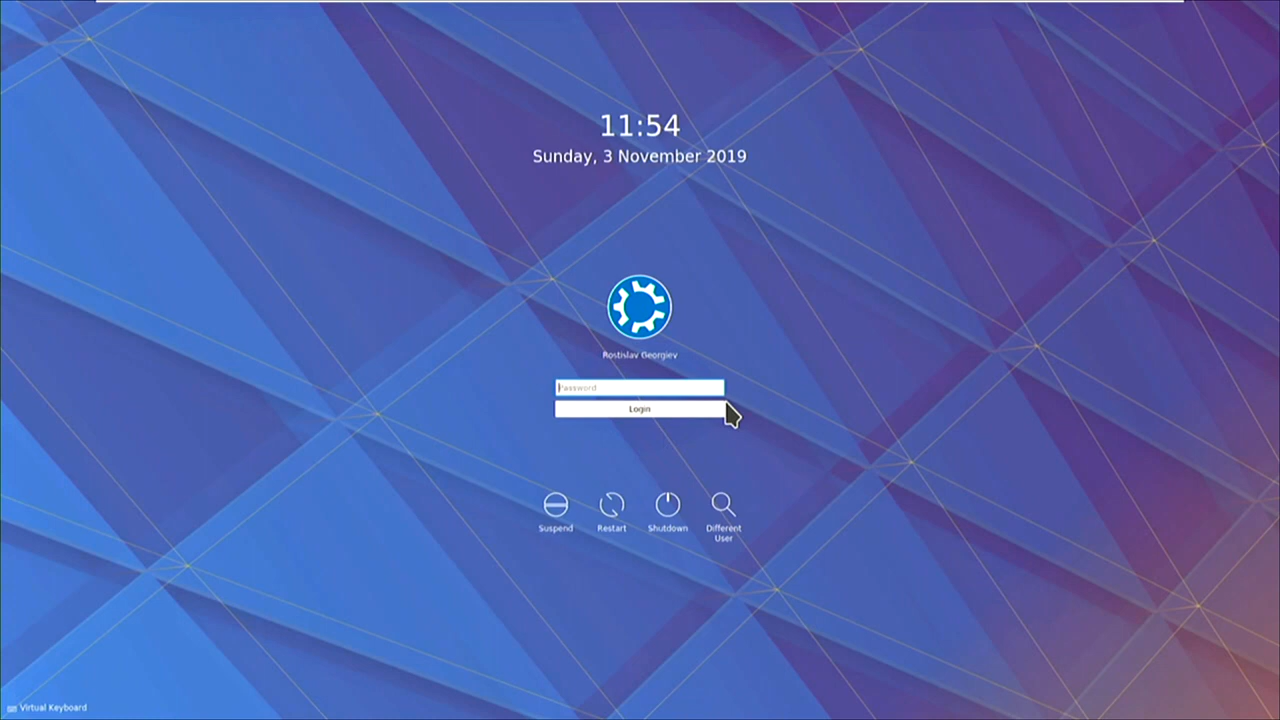 11:54
Sunday, 3 November 2019
Rostislav Georgiev
Password
Login
Suspend
Restart
Shutdown
Different
User
Virtual Keyboard